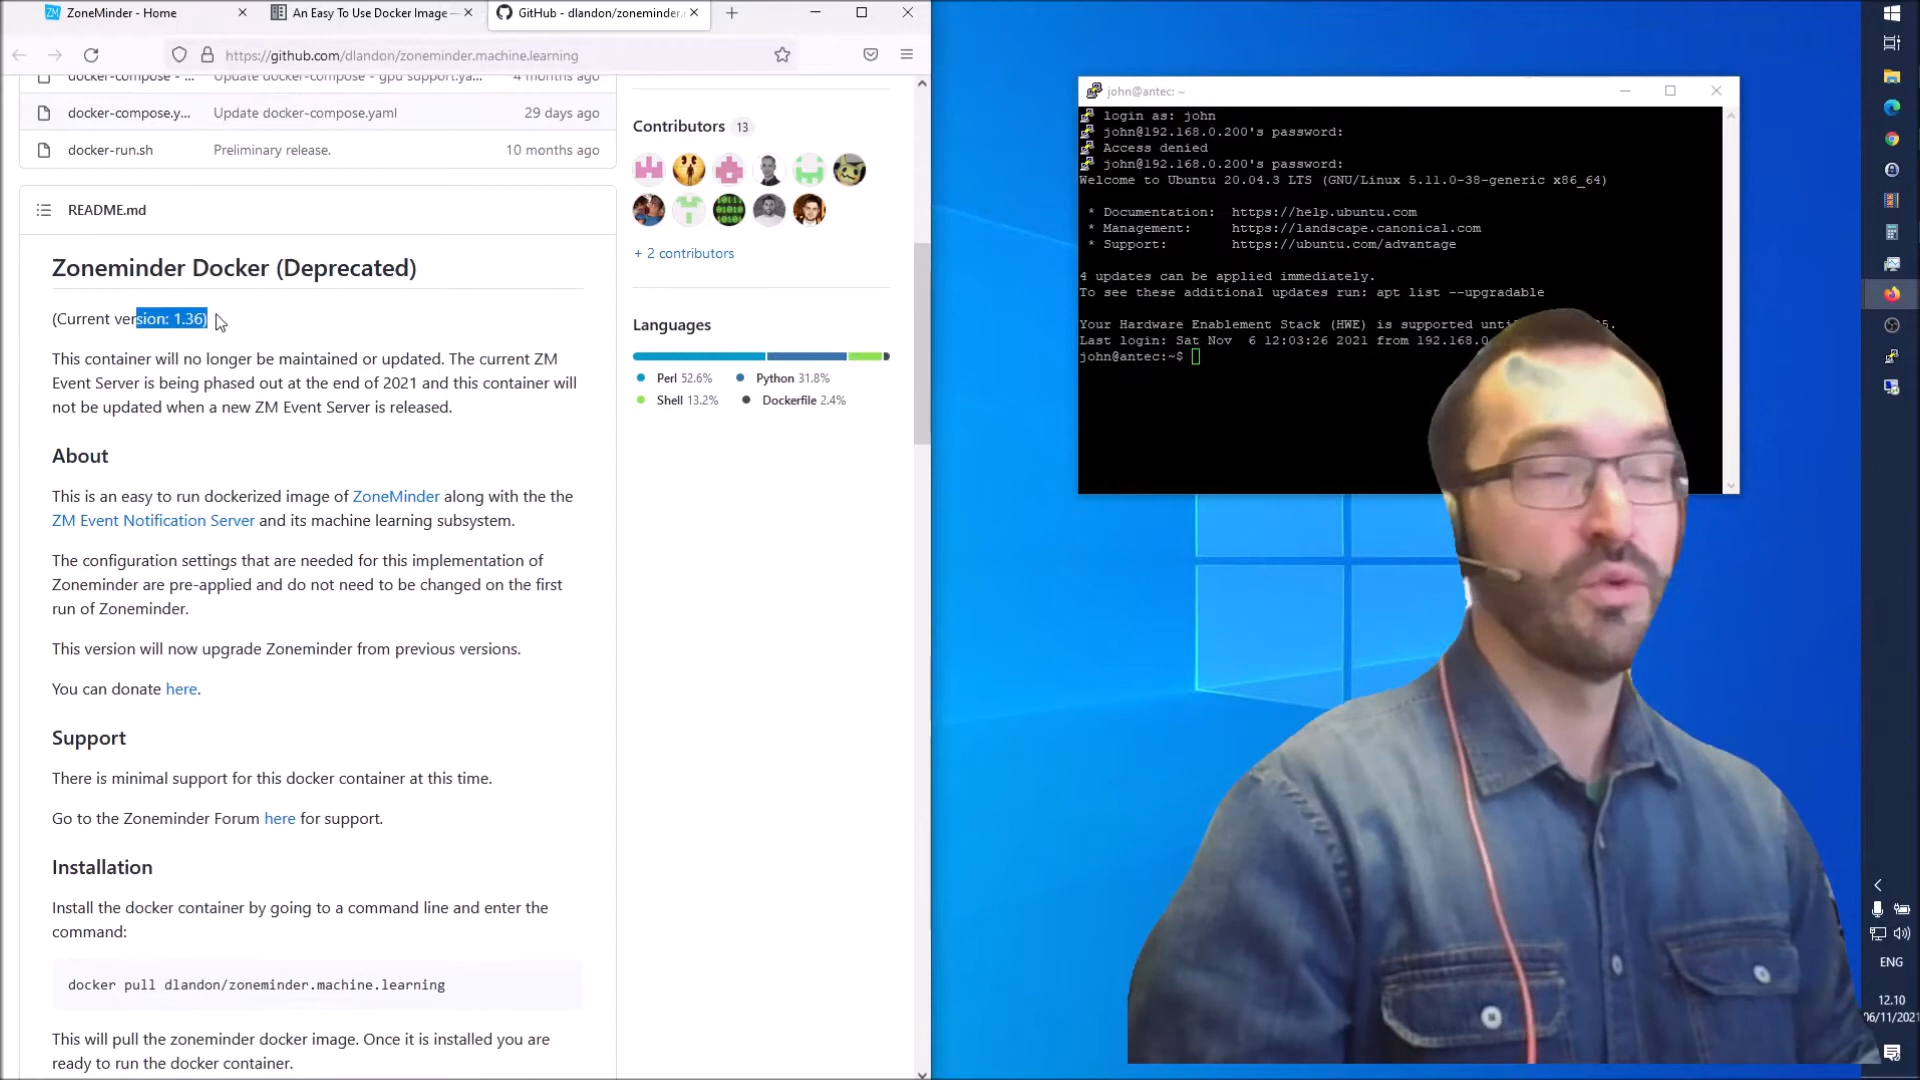 ZoneMinder - Home
An Easy To Use Docker Image —
GitHub - dlandon/zoneminder.
https://github.com/dlandon/zoneminder.machine.learning
docker-compose - ...
Update docker-compose - gpu support.ya...
4 months ago
docker-compose.y...
Update docker-compose.yaml
29 days ago
docker-run.sh
Preliminary release.
10 months ago
README.md
Zoneminder Docker (Deprecated)
(Current version: 1.36)
This container will no longer be maintained or updated. The current ZM
Event Server is being phased out at the end of 2021 and this container will
not be updated when a new ZM Event Server is released.
About
This is an easy to run dockerized image of ZoneMinder along with the the
ZM Event Notification Server and its machine learning subsystem.
The configuration settings that are needed for this implementation of
Zoneminder are pre-applied and do not need to be changed on the first
run of Zoneminder.
This version will now upgrade Zoneminder from previous versions.
You can donate here.
Support
There is minimal support for this docker container at this time.
Go to the Zoneminder Forum here for support.
Installation
Install the docker container by going to a command line and enter the
command:
docker pull dlandon/zoneminder.machine.learning
This will pull the zoneminder docker image. Once it is installed you are
ready to run the docker container.
Contributors 13
+ 2 contributors
Languages
Perl 52.6%
Python 31.8%
Shell 13.2%
Dockerfile 2.4%
john@antec: ~
login as: john
john@192.168.0.200's password:
Access denied
john@192.168.0.200's password:
Welcome to Ubuntu 20.04.3 LTS (GNU/Linux 5.11.0-38-generic x86_64)
* Documentation: https://help.ubuntu.com
* Management: https://landscape.canonical.com
* Support: https://ubuntu.com/advantage
4 updates can be applied immediately.
To see these additional updates run: apt list --upgradable
Your Hardware Enablement Stack (HWE) is supported until
Last login: Sat Nov 6 12:03:26 2021 from 192.168.0
john@antec:~$
ENG
12.10
06/11/2021